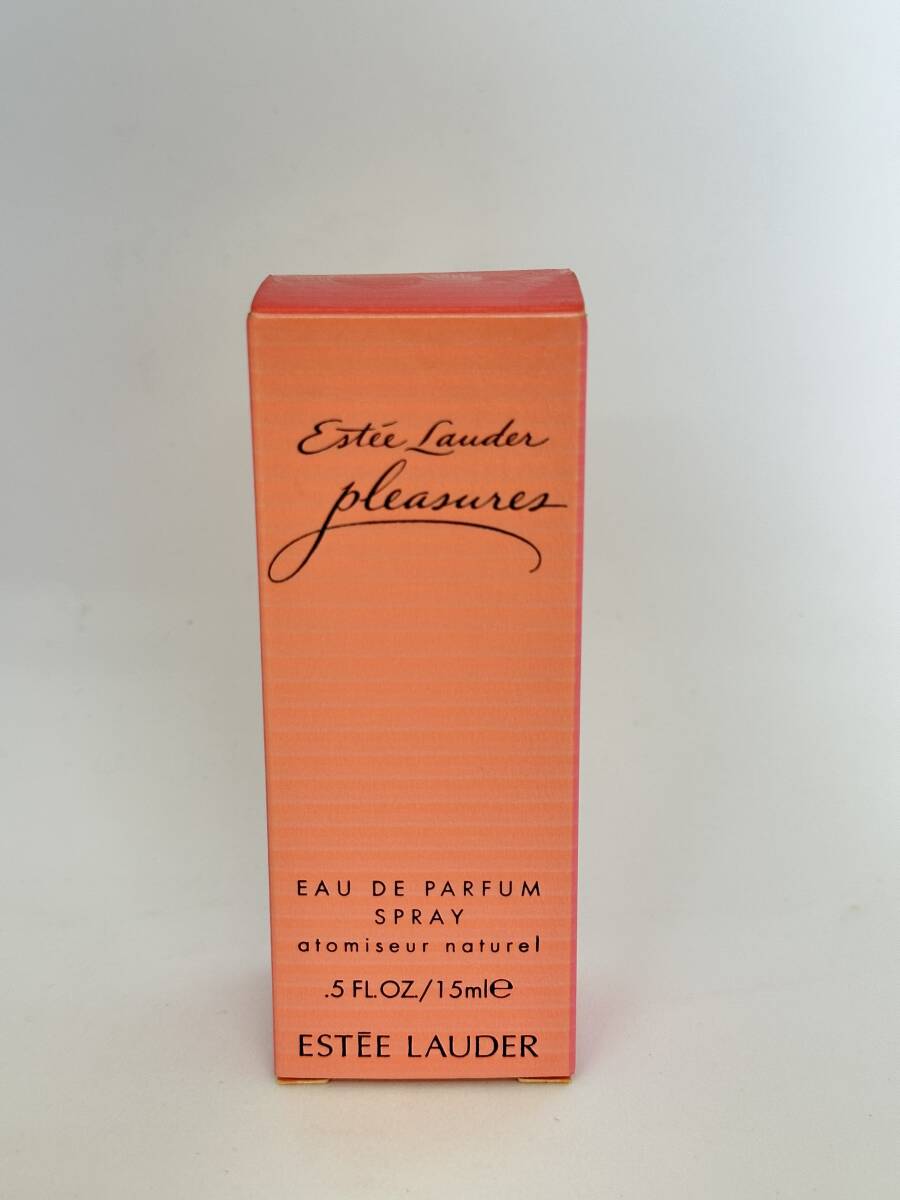 Estée Lauder
pleasures
EAU DE PARFUM
SPRAY
atomiseur naturel
.5 FL.OZ./15ml℮
ESTĒE LAUDER